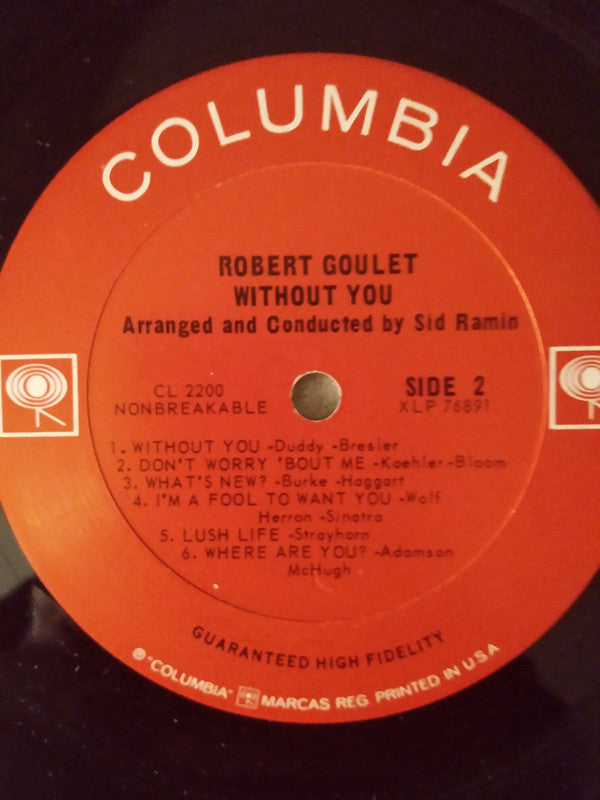 COLUMBIA
ROBERT GOULET
WITHOUT YOU
Arranged and Conducted by Sid Ramin
CL 2200 SIDE 2
NONBREAKABLE XLP 76891
1. WITHOUT YOU -Duddy -Bresler
2. DON'T WORRY 'BOUT ME -Koehler -Bloom
3. WHAT'S NEW? -Burke -Haggart
4. I'M A FOOL TO WANT YOU -Wolf
Herron -Sinatra
5. LUSH LIFE -Strayhorn
6. WHERE ARE YOU? -Adamson
McHugh
GUARANTEED HIGH FIDELITY
® "COLUMBIA" MARCAS REG. PRINTED IN U.S.A